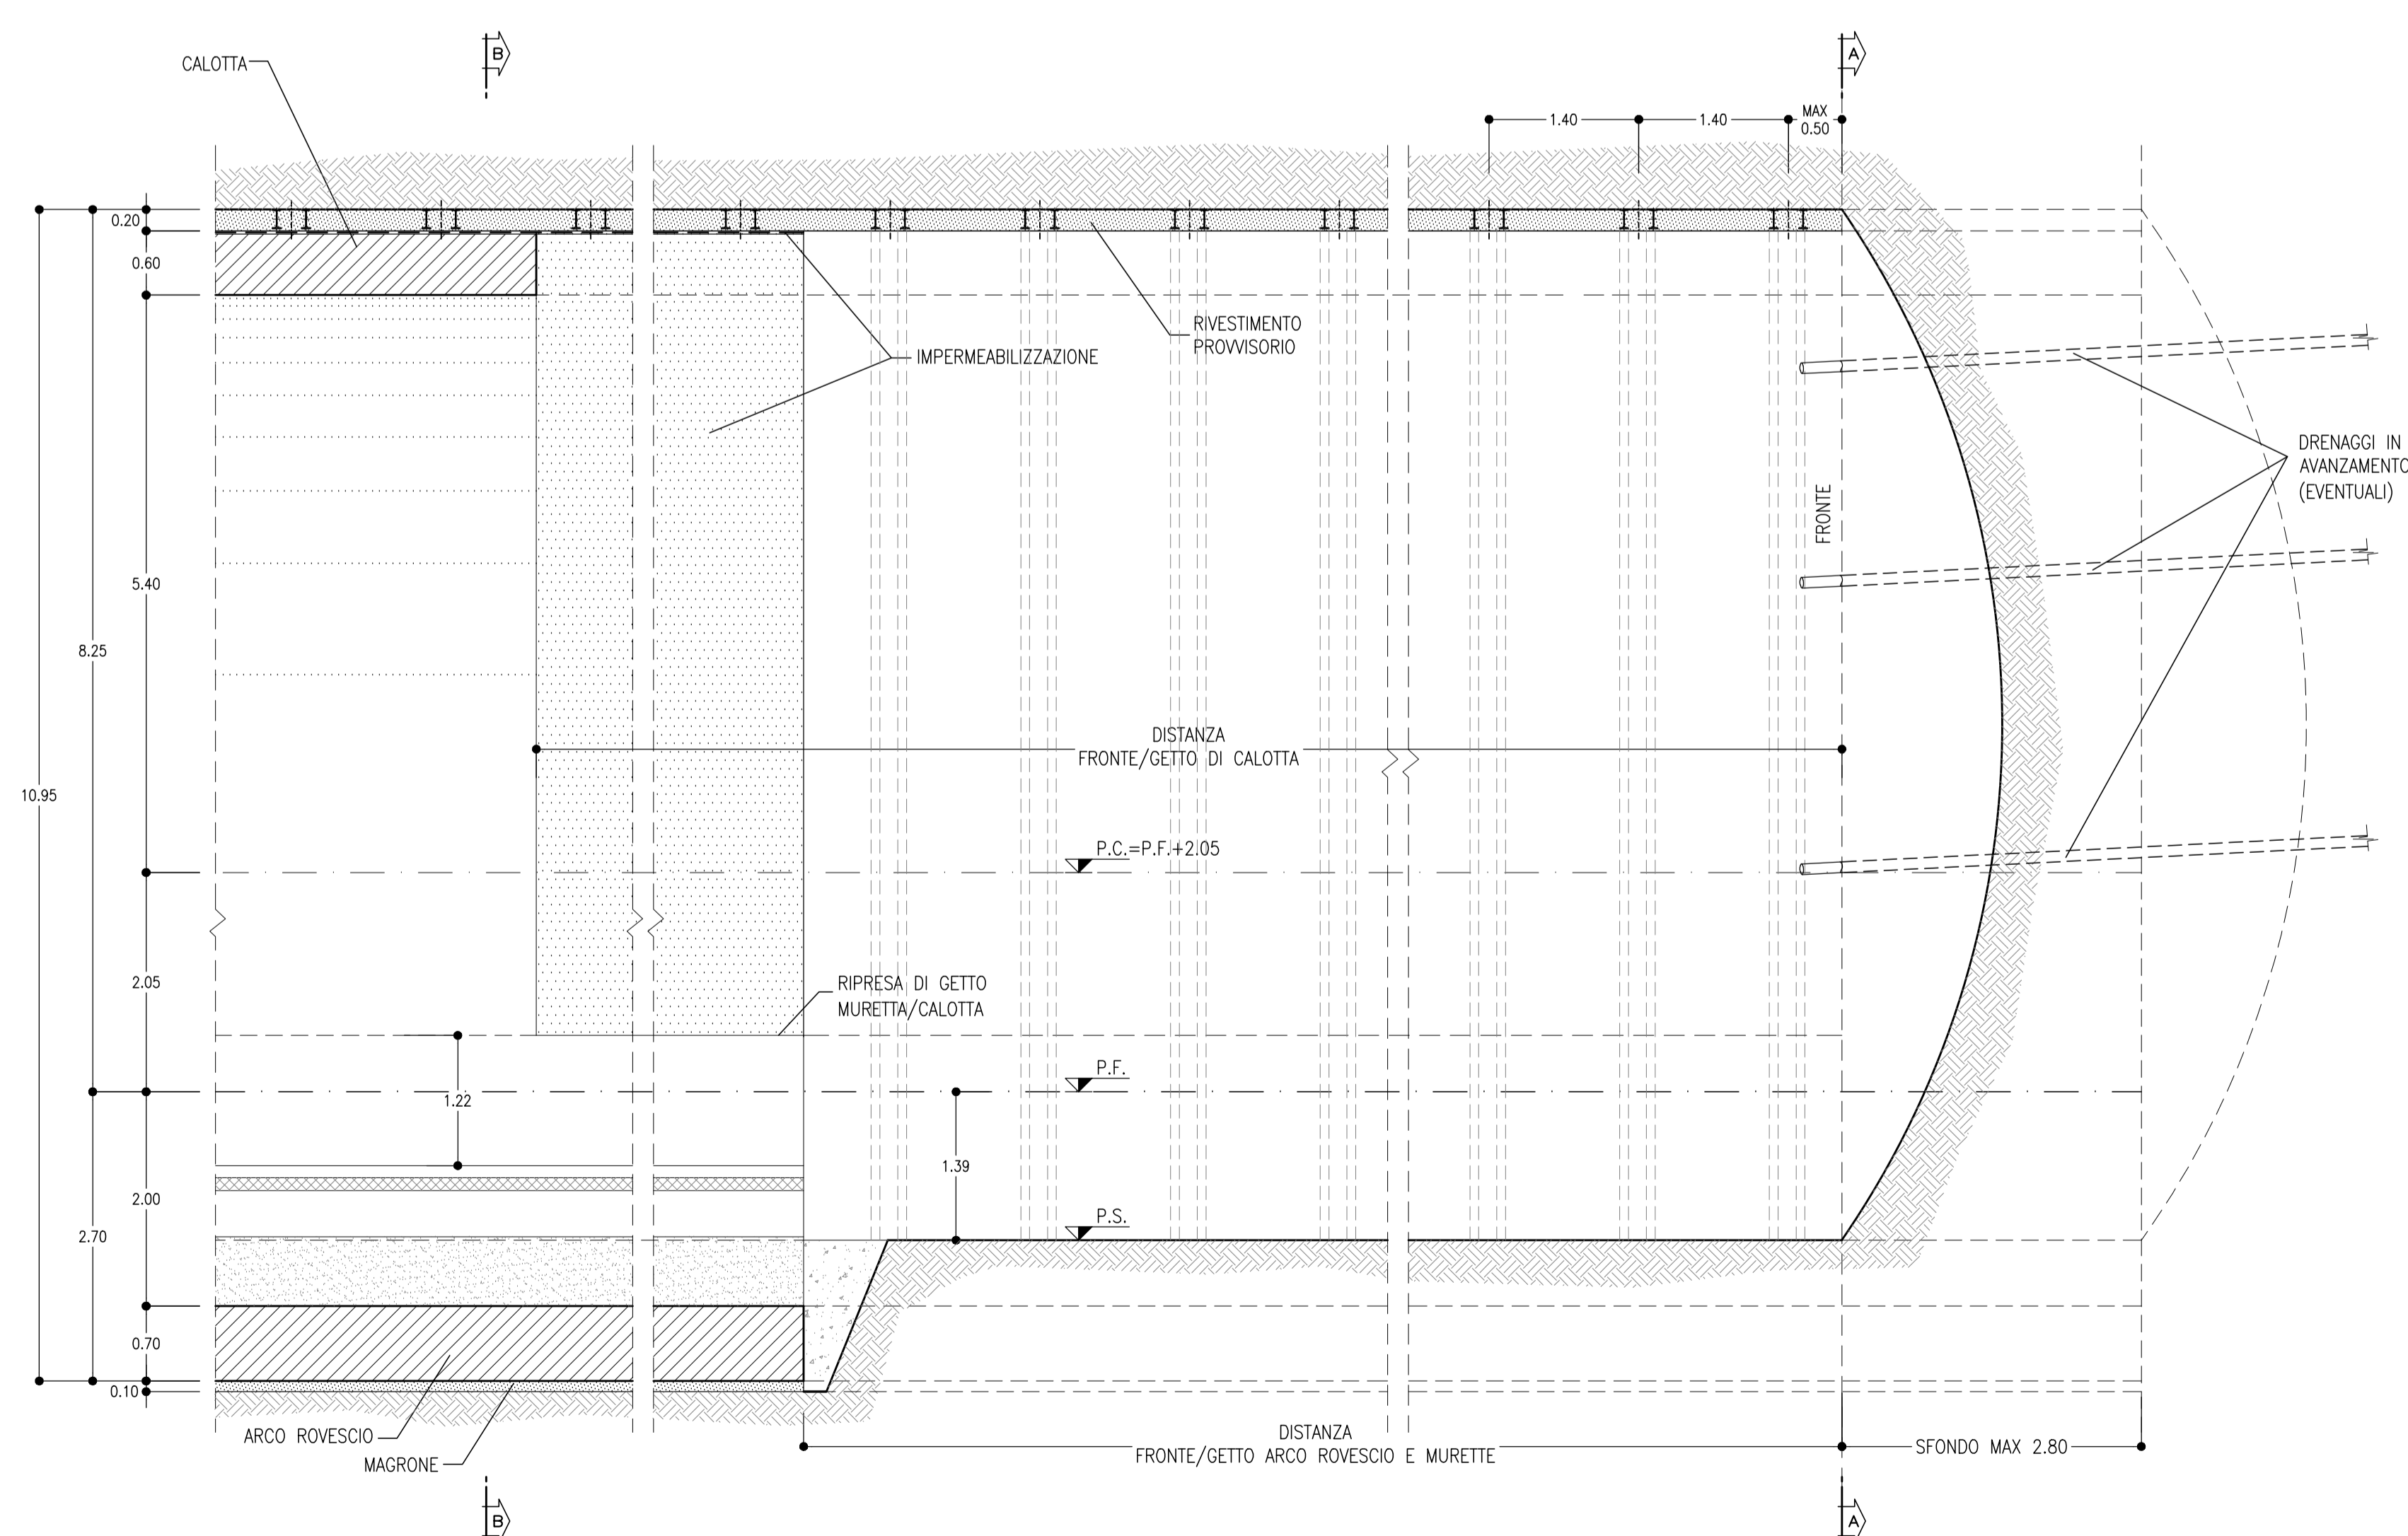 B
A
CALOTTA
1.40
1.40
MAX
0.50
0.20
0.60
RIVESTIMENTO
PROVVISORIO
IMPERMEABILIZZAZIONE
DRENAGGI IN
AVANZAMENTO
(EVENTUALI)
FRONTE
5.40
8.25
DISTANZA
FRONTE/GETTO DI CALOTTA
10.95
P.C.=P.F.+2.05
2.05
RIPRESA DI GETTO
MURETTA/CALOTTA
P.F.
1.22
1.39
2.00
P.S.
2.70
0.70
0.10
ARCO ROVESCIO
MAGRONE
DISTANZA
FRONTE/GETTO ARCO ROVESCIO E MURETTE
SFONDO MAX 2.80
B
A